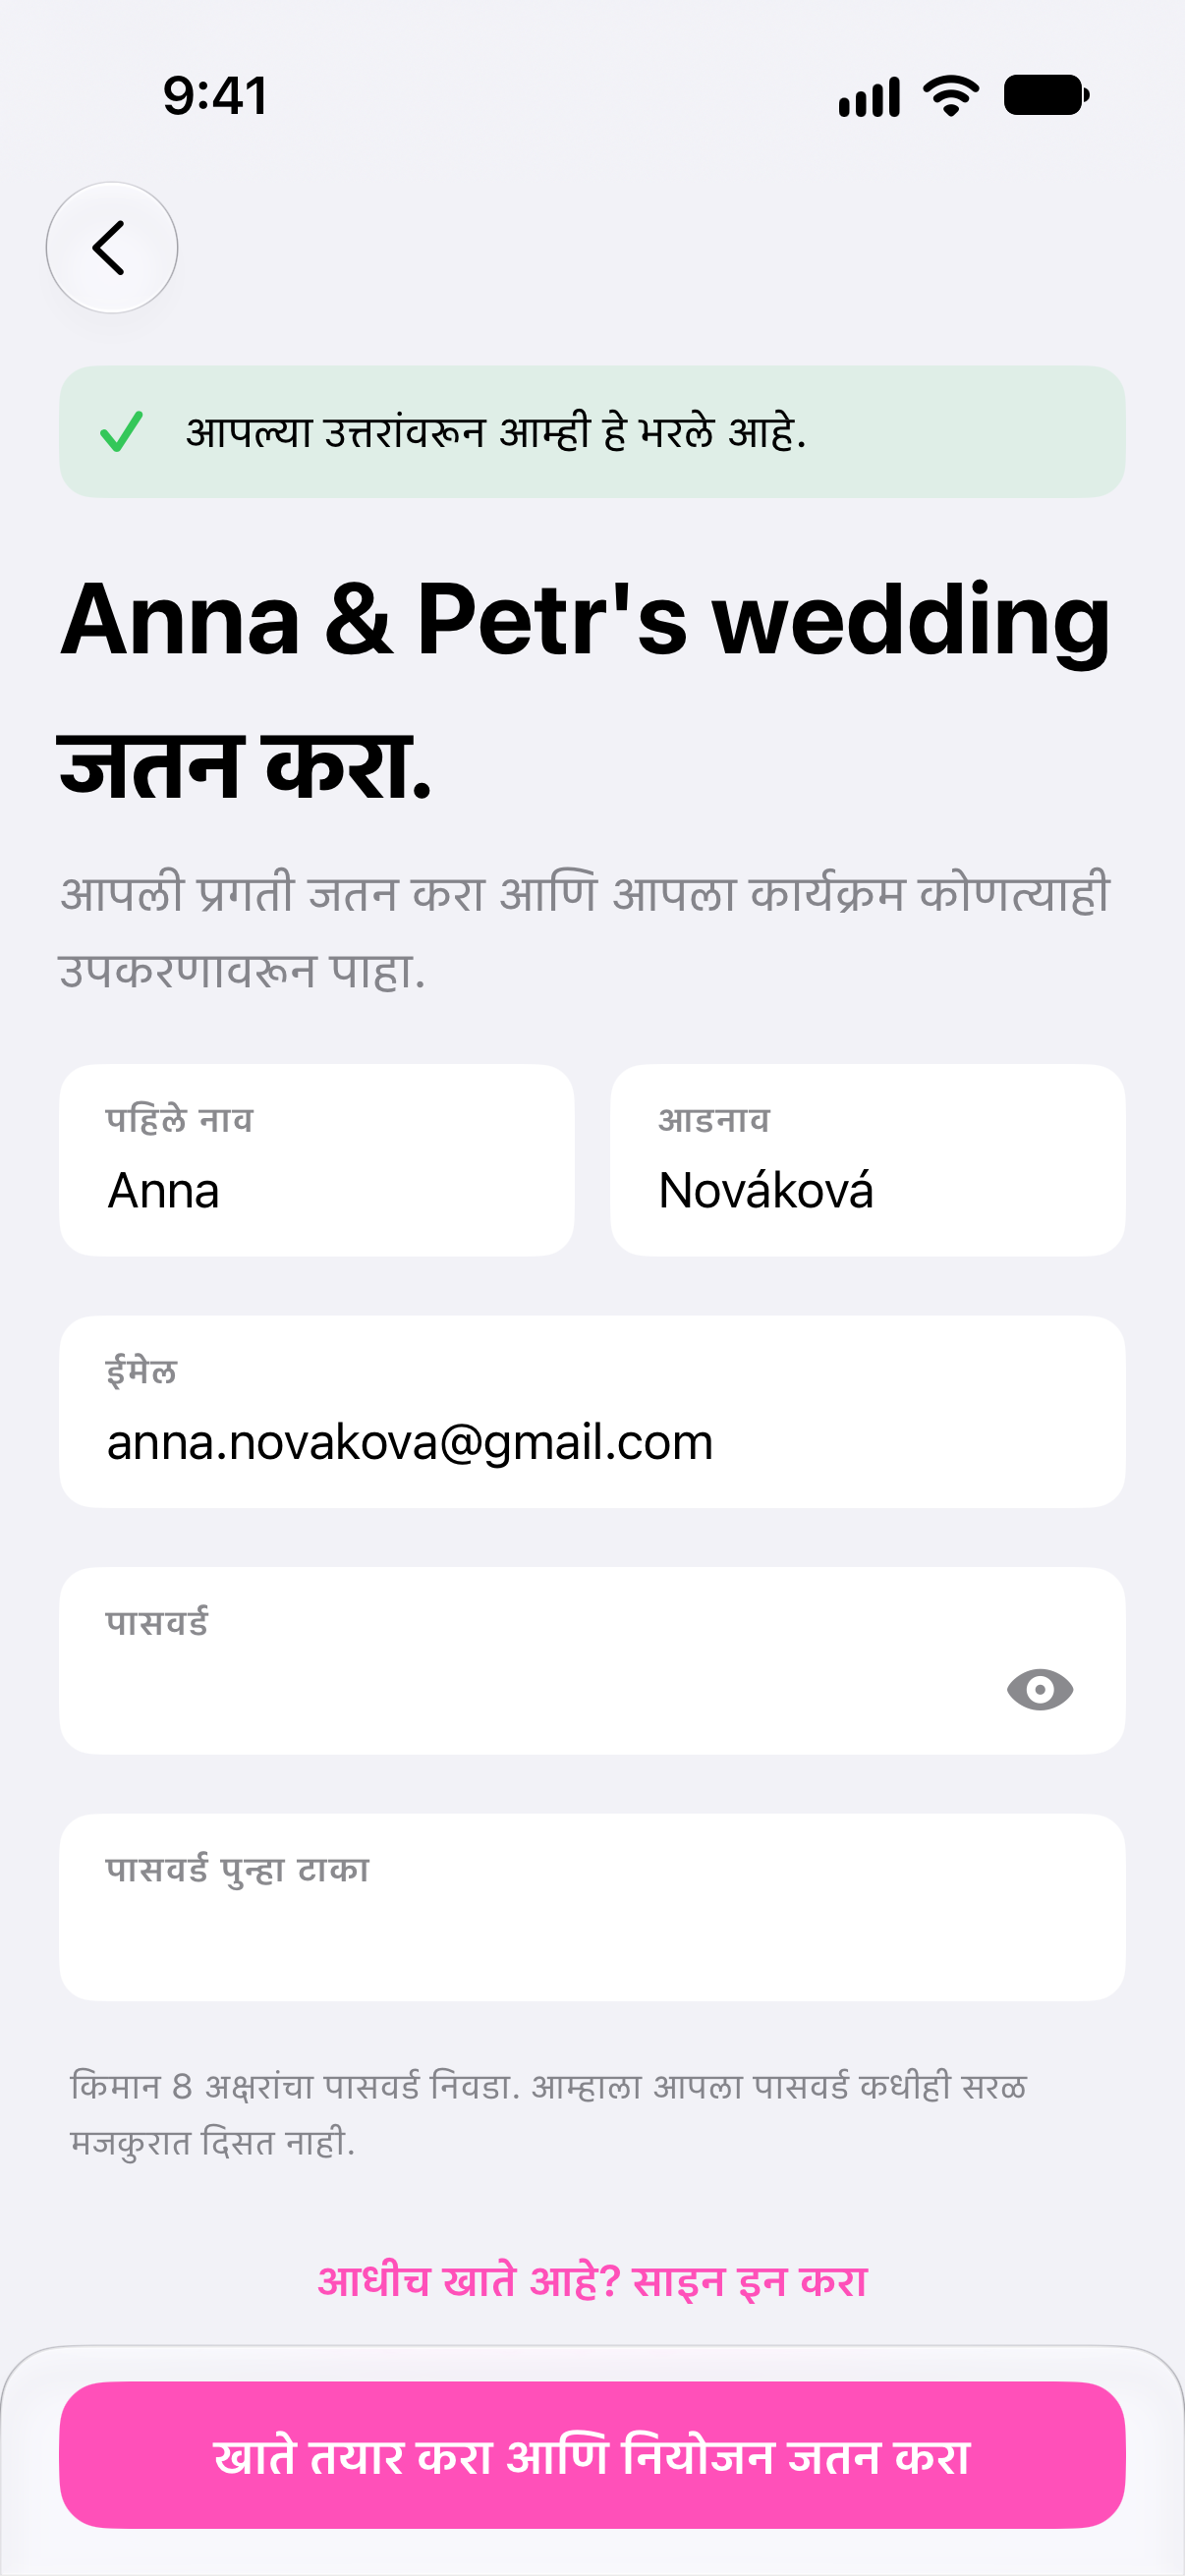 9:41
आपल्या उत्तरांवरून आम्ही हे भरले आहे.
Anna & Petr's wedding
जतन करा.
आपली प्रगती जतन करा आणि आपला कार्यक्रम कोणत्याही
उपकरणावरून पाहा.
पहिले नाव
आडनाव
Anna
Nováková
ईमेल
anna.novakova@gmail.com
पासवर्ड
पासवर्ड पुन्हा टाका
किमान 8 अक्षरांचा पासवर्ड निवडा. आम्हाला आपला पासवर्ड कधीही सरळ
मजकुरात दिसत नाही.
आधीच खाते आहे? साइन इन करा
खाते तयार करा आणि नियोजन जतन करा